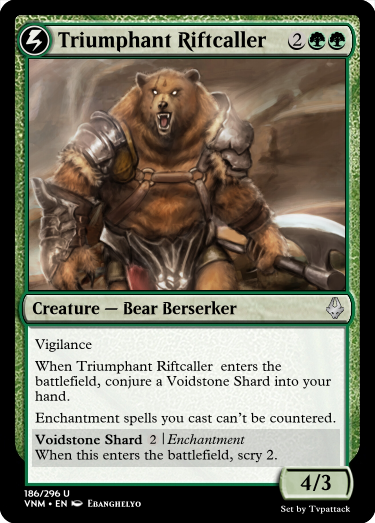 Triumphant Riftcaller 2
Creature — Bear Berserker
Vigilance
When Triumphant Riftcaller enters the
battlefield, conjure a Voidstone Shard into your
hand.
Enchantment spells you cast can't be countered.
Voidstone Shard 2 | Enchantment
When this enters the battlefield, scry 2.
4/3
186/296 U
VNM • EN Ebanghelyo
Set by Tvpattack